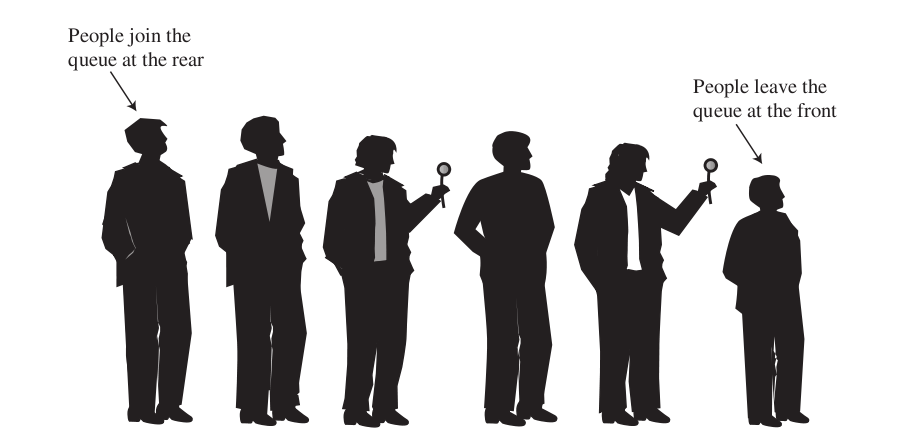 People join the
queue at the rear
People leave the
queue at the front